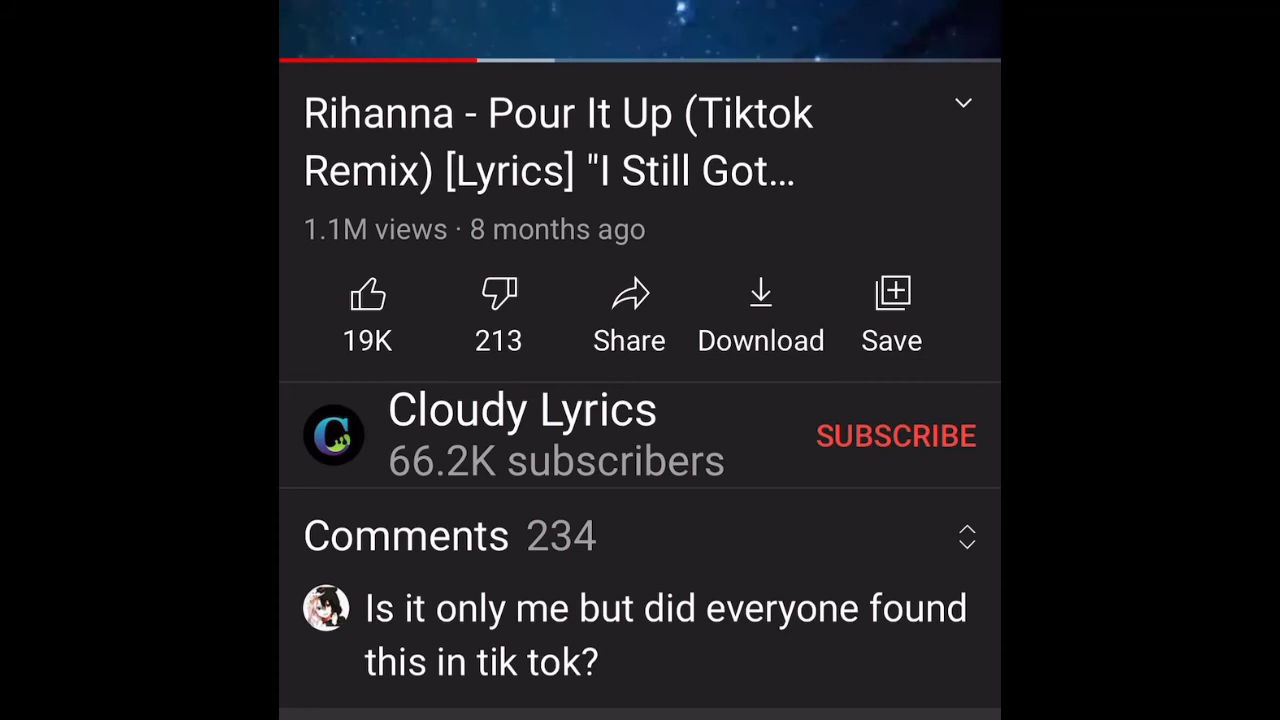 Rihanna - Pour It Up (Tiktok
Remix) [Lyrics] "I Still Got...
1.1M views · 8 months ago
19K 213 Share Download Save
Cloudy Lyrics
66.2K subscribers
SUBSCRIBE
Comments 234
Is it only me but did everyone found
this in tik tok?